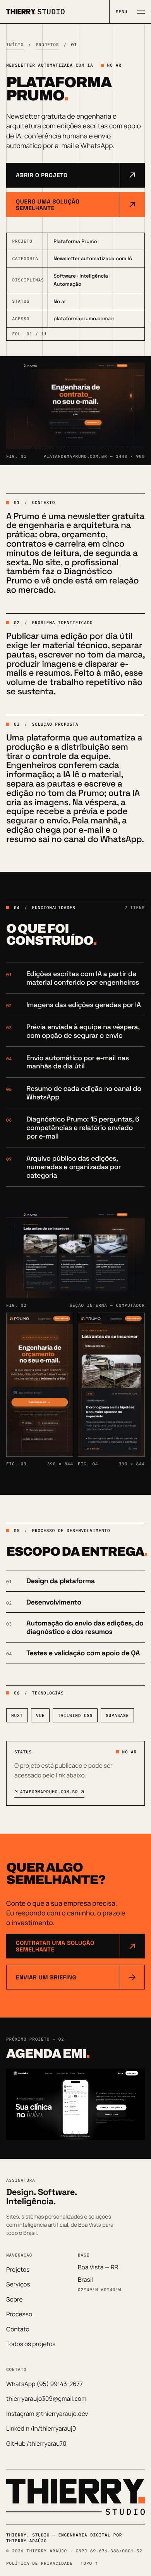 THIERRY.STUDIO
MENU
INÍCIO / PROJETOS / 01
NEWSLETTER AUTOMATIZADA COM IA NO AR
PLATAFORMA
PRUMO.
Newsletter gratuita de engenharia e
arquitetura com edições escritas com apoio
de IA, conferência humana e envio
automático por e-mail e WhatsApp.
ABRIR O PROJETO
QUERO UMA SOLUÇÃO
SEMELHANTE
PROJETO Plataforma Prumo
CATEGORIA Newsletter automatizada com IA
DISCIPLINAS Software · Inteligência ·
Automação
STATUS No ar
ACESSO plataformaprumo.com.br
FOL. 01 / 11
Engenharia de
contrato_
no seu e-mail.
FIG. 01 PLATAFORMAPRUMO.COM.BR — 1440 × 900
01 / CONTEXTO
A Prumo é uma newsletter gratuita
de engenharia e arquitetura na
prática: obra, orçamento,
contratos e carreira em cinco
minutos de leitura, de segunda a
sexta. No site, o profissional
também faz o Diagnóstico
Prumo e vê onde está em relação
ao mercado.
02 / PROBLEMA IDENTIFICADO
Publicar uma edição por dia útil
exige ler material técnico, separar
pautas, escrever no tom da marca,
produzir imagens e disparar e-
mails e resumos. Feito à mão, esse
volume de trabalho repetitivo não
se sustenta.
03 / SOLUÇÃO PROPOSTA
Uma plataforma que automatiza a
produção e a distribuição sem
tirar o controle da equipe.
Engenheiros conferem cada
informação; a IA lê o material,
separa as pautas e escreve a
edição no tom da Prumo; outra IA
cria as imagens. Na véspera, a
equipe recebe a prévia e pode
segurar o envio. Pela manhã, a
edição chega por e-mail e o
resumo sai no canal do WhatsApp.
04 / FUNCIONALIDADES 7 ITENS
O QUE FOI
CONSTRUÍDO.
01 Edições escritas com IA a partir de
material conferido por engenheiros
02 Imagens das edições geradas por IA
03 Prévia enviada à equipe na véspera,
com opção de segurar o envio
04 Envio automático por e-mail nas
manhãs de dia útil
05 Resumo de cada edição no canal do
WhatsApp
06 Diagnóstico Prumo: 15 perguntas, 6
competências e relatório enviado
por e-mail
07 Arquivo público das edições,
numeradas e organizadas por
categoria
Leia antes de se inscrever
FIG. 02 SEÇÃO INTERNA — COMPUTADOR
PRUMO
Engenharia de
orçamento
no seu e-mail.
PRUMO
Leia antes de se
inscrever
FIG. 03 390 × 844 FIG. 04 390 × 844
05 / PROCESSO DE DESENVOLVIMENTO
ESCOPO DA ENTREGA.
01 Design da plataforma
02 Desenvolvimento
03 Automação do envio das edições, do
diagnóstico e dos resumos
04 Testes e validação com apoio de QA
06 / TECNOLOGIAS
NUXT VUE TAILWIND CSS SUPABASE
STATUS NO AR
O projeto está publicado e pode ser
acessado pelo link abaixo.
PLATAFORMAPRUMO.COM.BR ↗
QUER ALGO
SEMELHANTE?
Conte o que a sua empresa precisa.
Eu respondo com o caminho, o prazo e
o investimento.
CONTRATAR UMA SOLUÇÃO
SEMELHANTE
ENVIAR UM BRIEFING
PRÓXIMO PROJETO — 02
AGENDA EMI.
Sua clínica
no bolso.
ASSINATURA
Design. Software.
Inteligência.
Sites, sistemas personalizados e soluções
com inteligência artificial, de Boa Vista para
todo o Brasil.
NAVEGAÇÃO
Projetos
Serviços
Sobre
Processo
Contato
Todos os projetos
BASE
Boa Vista — RR
Brasil
02°49′N 60°40′W
CONTATO
WhatsApp (95) 99143-2677
thierryaraujo309@gmail.com
Instagram @thierryaraujo.dev
LinkedIn /in/thierryarauj0
GitHub /thierryarau70
THIERRY.
STUDIO
THIERRY. STUDIO — ENGENHARIA DIGITAL POR
THIERRY ARAÚJO
© 2026 THIERRY ARAÚJO · CNPJ 69.676.386/0001-52
POLÍTICA DE PRIVACIDADE TOPO ↑